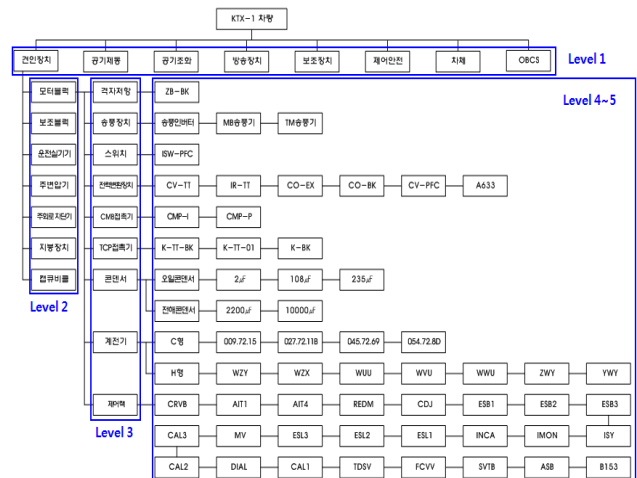 KTX-1 차량
견인장치 공기제동 공기조화 방송장치 보조장치 제어안전 차체 OBCS Level 1
Level 4~5
모터블럭 격자저항 ZB-BK
보조블럭 송풍장치 송풍인버터 MB송풍기 TM송풍기
운전실기기 스위치 ISW-PFC
주변압기 전력변환장치 CV-TT IR-TT CO-EX CO-BK CV-PFC A633
주회로차단기 CMB접촉기 CMP-I CMP-P
지붕장치 TCP접촉기 K-TT-BK K-TT-01 K-BK
캡큐비클 콘덴서 오일콘덴서 2㎌ 108㎌ 235㎌
Level 2
전해콘덴서 2200㎌ 10000㎌
계전기 C형 009.72.15 027.72.11B 045.72.69 054.72.8D
H형 WZY WZX WUU WVU WWU ZWY YWY
제어랙 CRVB AIT1 AIT4 REDM CDJ ESB1 ESB2 ESB3
Level 3
CAL3 MV ESL3 ESL2 ESL1 INCA IMON ISY
CAL2 DIAL CAL1 TDSV FCVV SVTB ASB B153